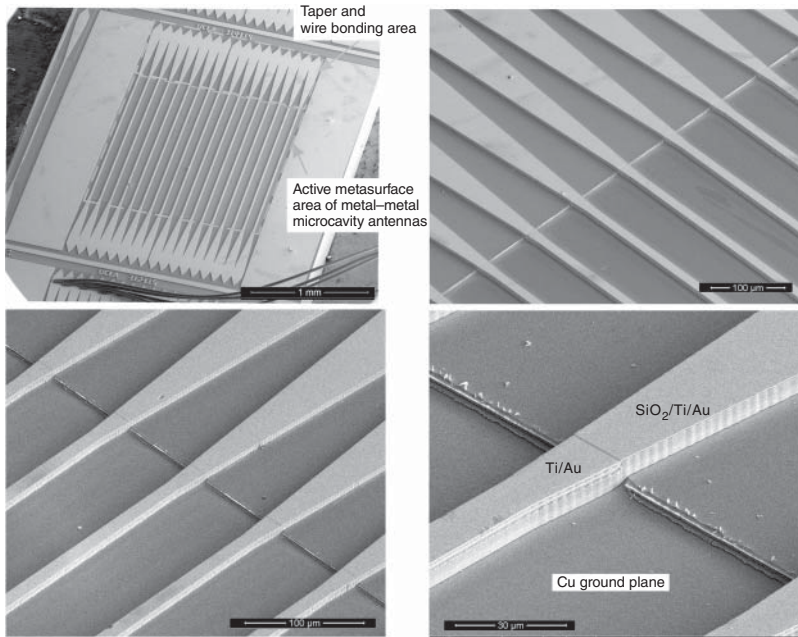 Taper and
wire bonding area
Active metasurface
area of metal–metal
microcavity antennas
1 mm
100 µm
100 µm
SiO₂/Ti/Au
Ti/Au
Cu ground plane
30 µm